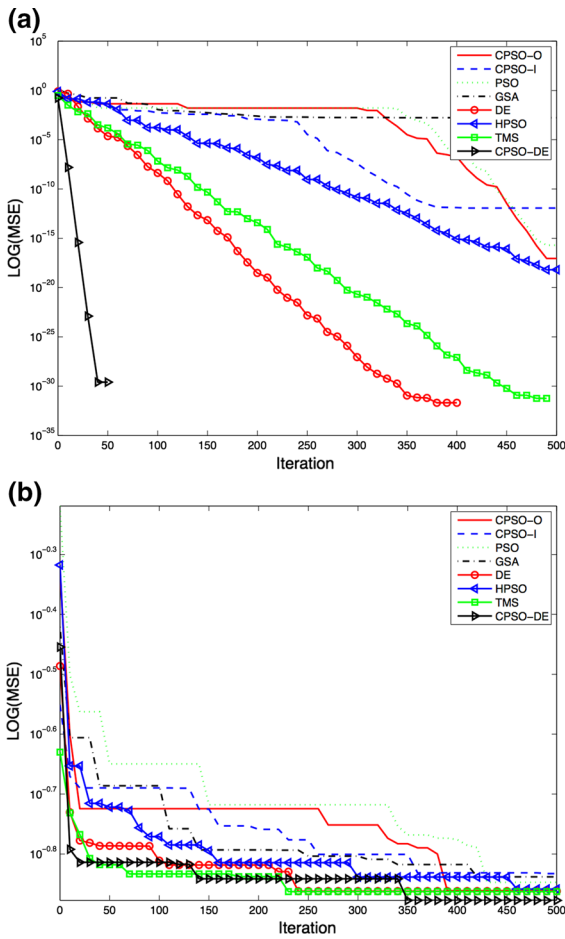 (a)
10^5
10^0
10^-5
10^-10
10^-15
10^-20
10^-25
10^-30
10^-35
LOG(MSE)
CPSO-O
CPSO-I
PSO
GSA
DE
HPSO
TMS
CPSO-DE
0 50 100 150 200 250 300 350 400 450 500
Iteration
(b)
10^-0.3
10^-0.4
10^-0.5
10^-0.6
10^-0.7
10^-0.8
LOG(MSE)
CPSO-O
CPSO-I
PSO
GSA
DE
HPSO
TMS
CPSO-DE
0 50 100 150 200 250 300 350 400 450 500
Iteration